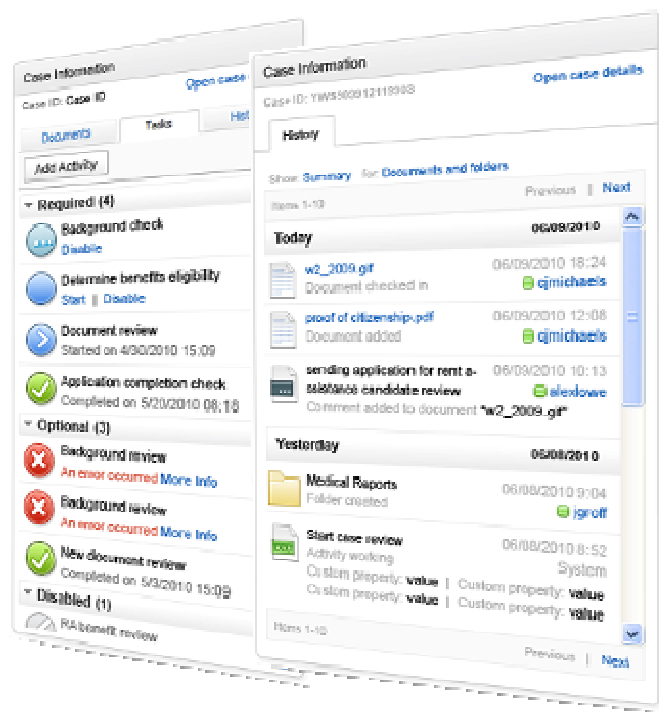 Case Information
Case ID: Case ID
Open case
Documents
Tasks
Hist
Add Activity
Required (4)
Background check
Disable
Determine benefits eligibility
Start | Disable
Document review
Started on 4/30/2010 15:09
Application completion check
Completed on 5/20/2010 08:18
Optional (3)
Background review
An error occurred More Info
Background review
An error occurred More Info
New document review
Completed on 5/3/2010 15:09
Disabled (1)
RA benefit review
Case Information
Case ID:
Open case details
History
Show: Summary For: Documents and folders
Items 1-10
Previous | Next
Today 06/09/2010
w2_2009.gif 06/09/2010 18:24
Document checked in cjmichaels
proof of citizenship.pdf 06/09/2010 12:08
Document added cjmichaels
sending application for rent a- 06/09/2010 10:13
ssistance candidate review alexlowe
Comment added to document "w2_2009.gif"
Yesterday 06/08/2010
Medical Reports 06/08/2010 9:04
Folder created jgroff
Start case review 06/08/2010 8:52
Activity working System
Custom property: value | Custom property: value
Custom property: value | Custom property: value
Items 1-10
Previous | Next